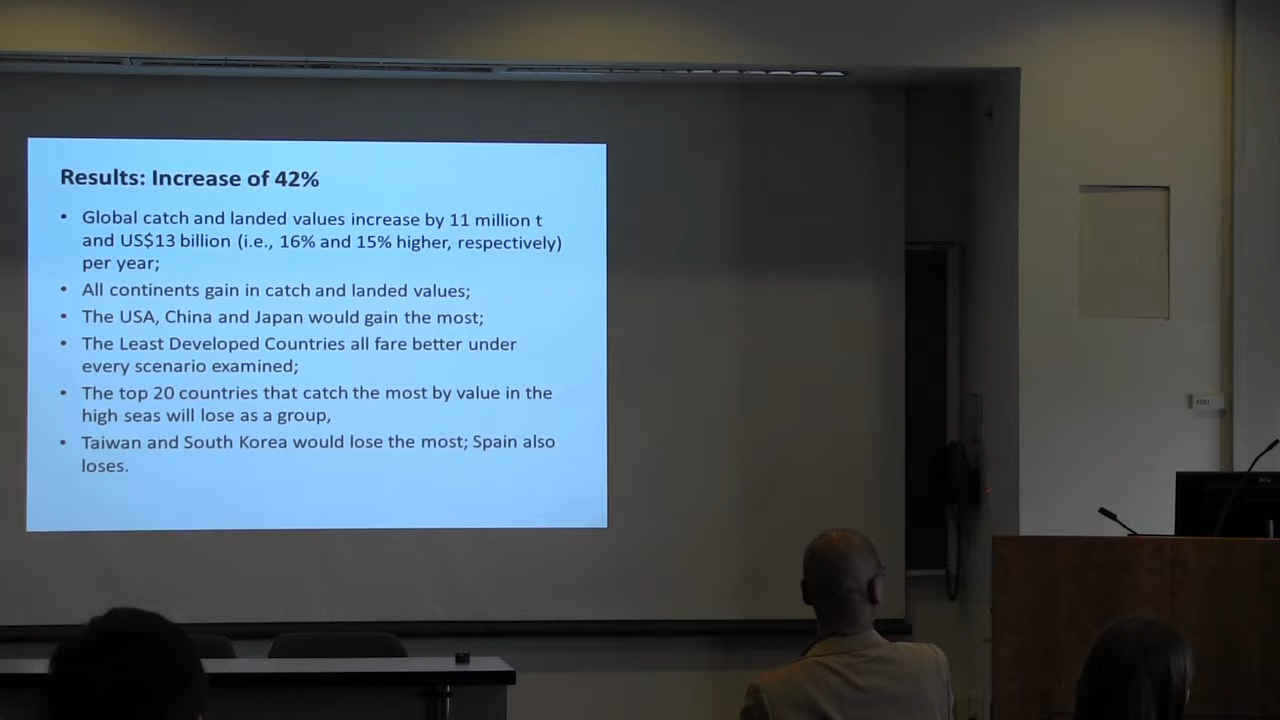 Results: Increase of 42%
• Global catch and landed values increase by 11 million t
and US$13 billion (i.e., 16% and 15% higher, respectively)
per year;
• All continents gain in catch and landed values;
• The USA, China and Japan would gain the most;
• The Least Developed Countries all fare better under
every scenario examined;
• The top 20 countries that catch the most by value in the
high seas will lose as a group,
• Taiwan and South Korea would lose the most; Spain also
loses.